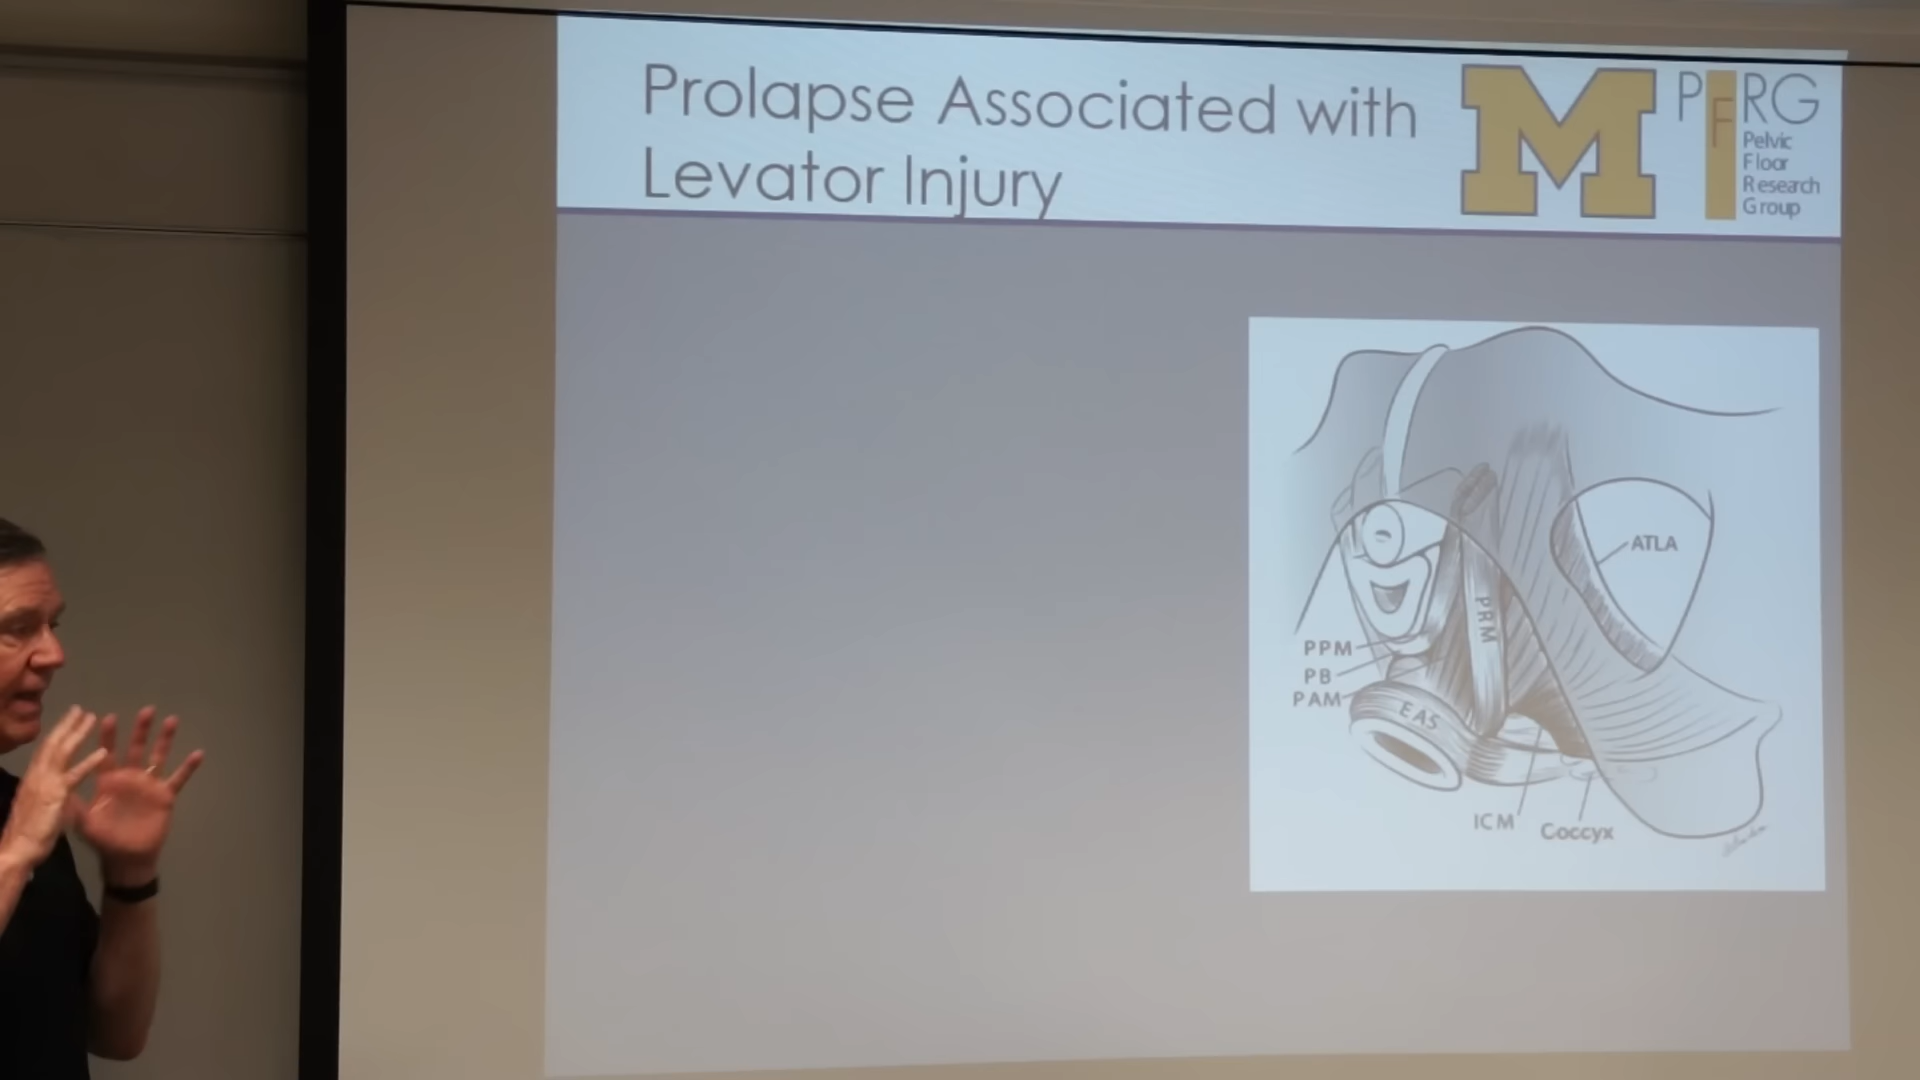 Prolapse Associated with
Levator Injury
M
PFRG
Pelvic
Floor
Research
Group
ATLA
PRM
PPM
PB
PAM
EAS
ICM
Coccyx